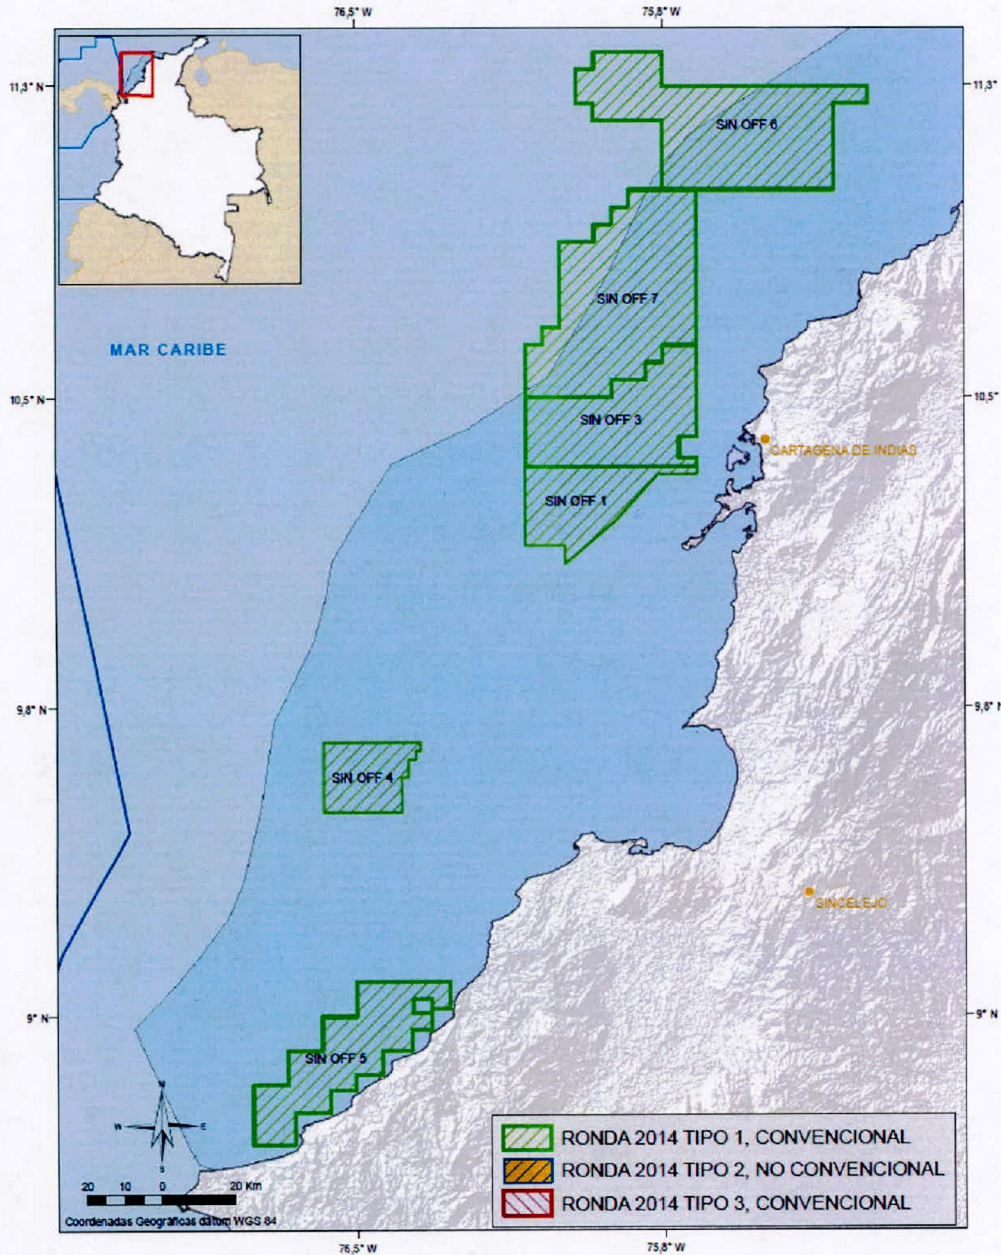 76,5° W 75,8° W
11,3° 11,3°
SIN OFF 6
SIN OFF 7
MAR CARIBE
10,5° 10,5°
SIN OFF 3
CARTAGENA DE INDIAS
SIN OFF 1
9,8° N 9,8° N
SIN OFF 4
SINCELEJO
9° N 9° N
SIN OFF 5
N
W E
S
RONDA 2014 TIPO 1, CONVENCIONAL
RONDA 2014 TIPO 2, NO CONVENCIONAL
RONDA 2014 TIPO 3, CONVENCIONAL
20 10 0 20 Km
Coordenadas Geográficas dátum WGS 84
76,5° W 75,8° W